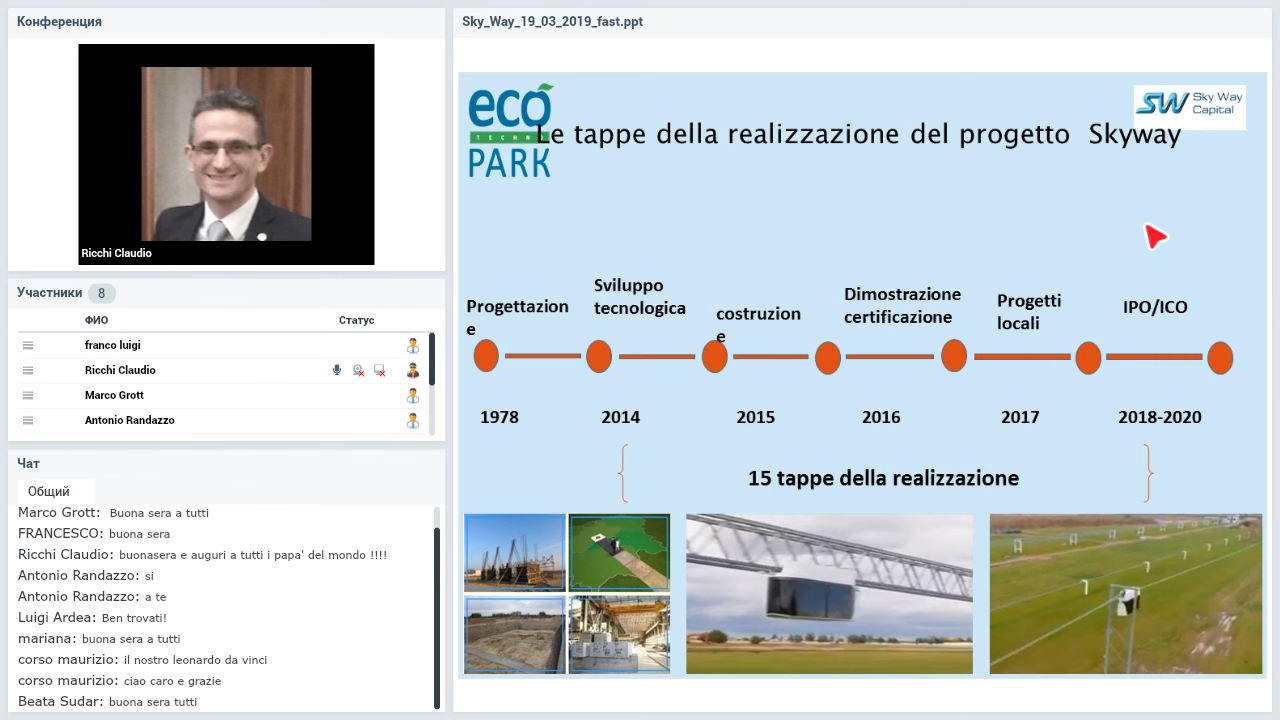 Конференция
Ricchi Claudio
Участники 8
ФИО Статус
franco luigi
Ricchi Claudio
Marco Grott
Antonio Randazzo
Чат
Общий
Marco Grott: Buona sera a tutti
FRANCESCO: buona sera
Ricchi Claudio: buonasera e auguri a tutti i papa' del mondo !!!!
Antonio Randazzo: si
Antonio Randazzo: a te
Luigi Ardea: Ben trovati!
mariana: buona sera a tutti
corso maurizio: il nostro leonardo da vinci
corso maurizio: ciao caro e grazie
Beata Sudar: buona sera tutti
Sky_Way_19_03_2019_fast.ppt
eco
TECHNO
PARK
SW Sky Way
Capital
Le tappe della realizzazione del progetto Skyway
Progettazion
e
Sviluppo
tecnologica
costruzion
e
Dimostrazione
certificazione
Progetti
locali
IPO/ICO
1978 2014 2015 2016 2017 2018-2020
15 tappe della realizzazione